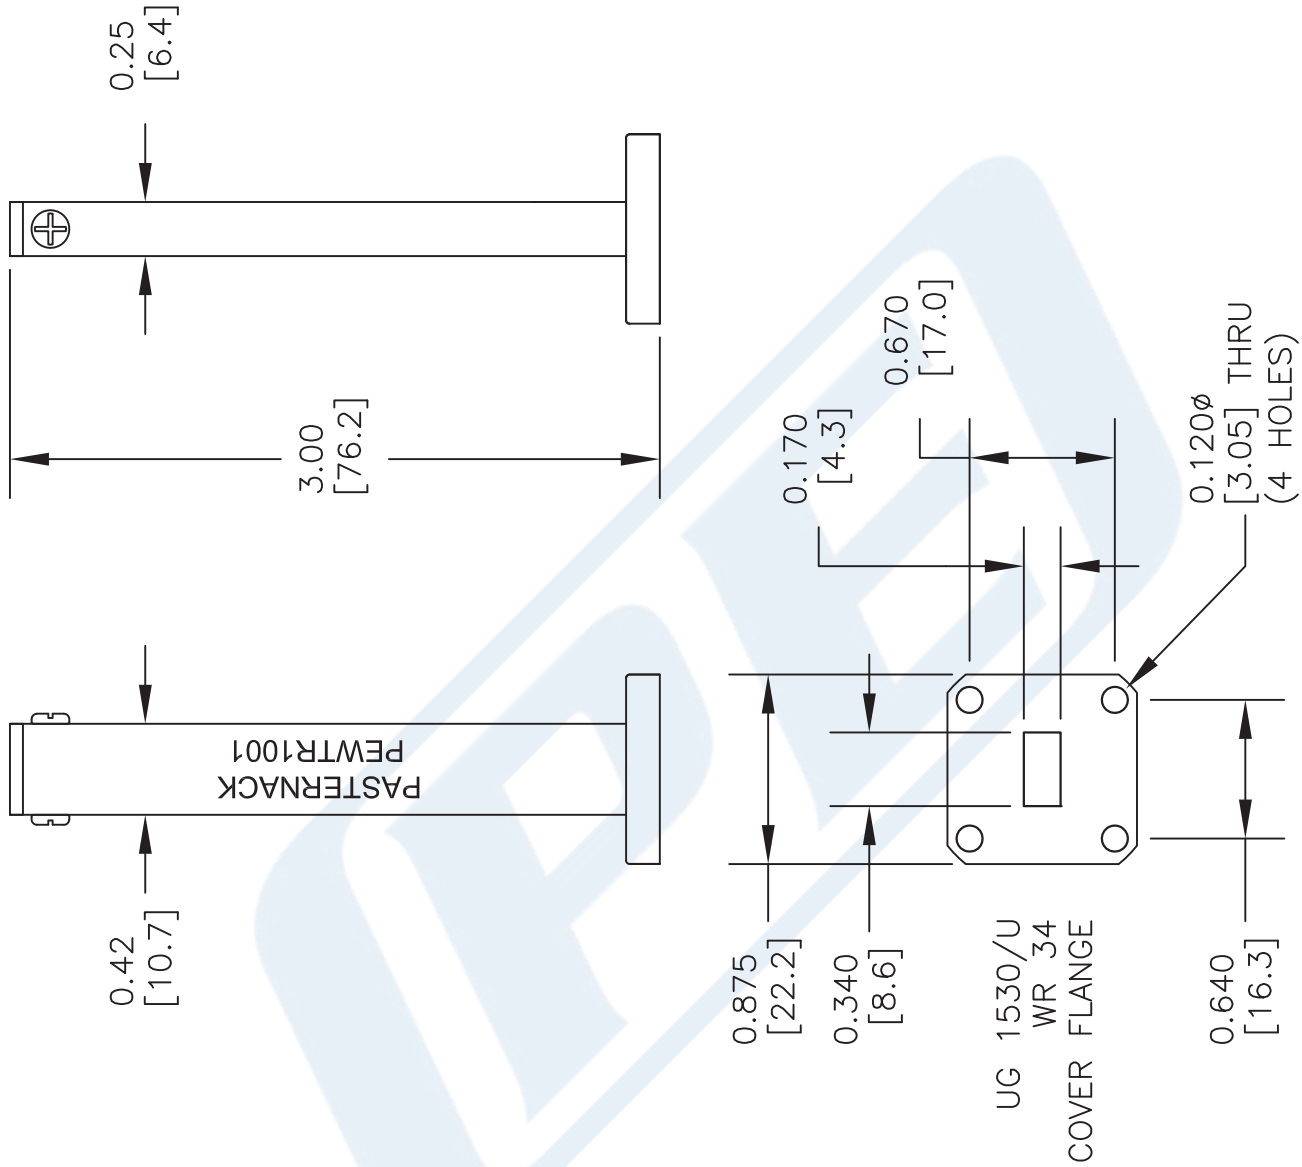 0.25
[6.4]
3.00
[76.2]
0.42
[10.7]
PASTERNACK
PEWTR1001
0.670
[17.0]
0.170
[4.3]
0.120ø
[3.05] THRU
(4 HOLES)
0.875
[22.2]
0.340
[8.6]
UG 1530/U
WR 34
COVER FLANGE
0.640
[16.3]
PE